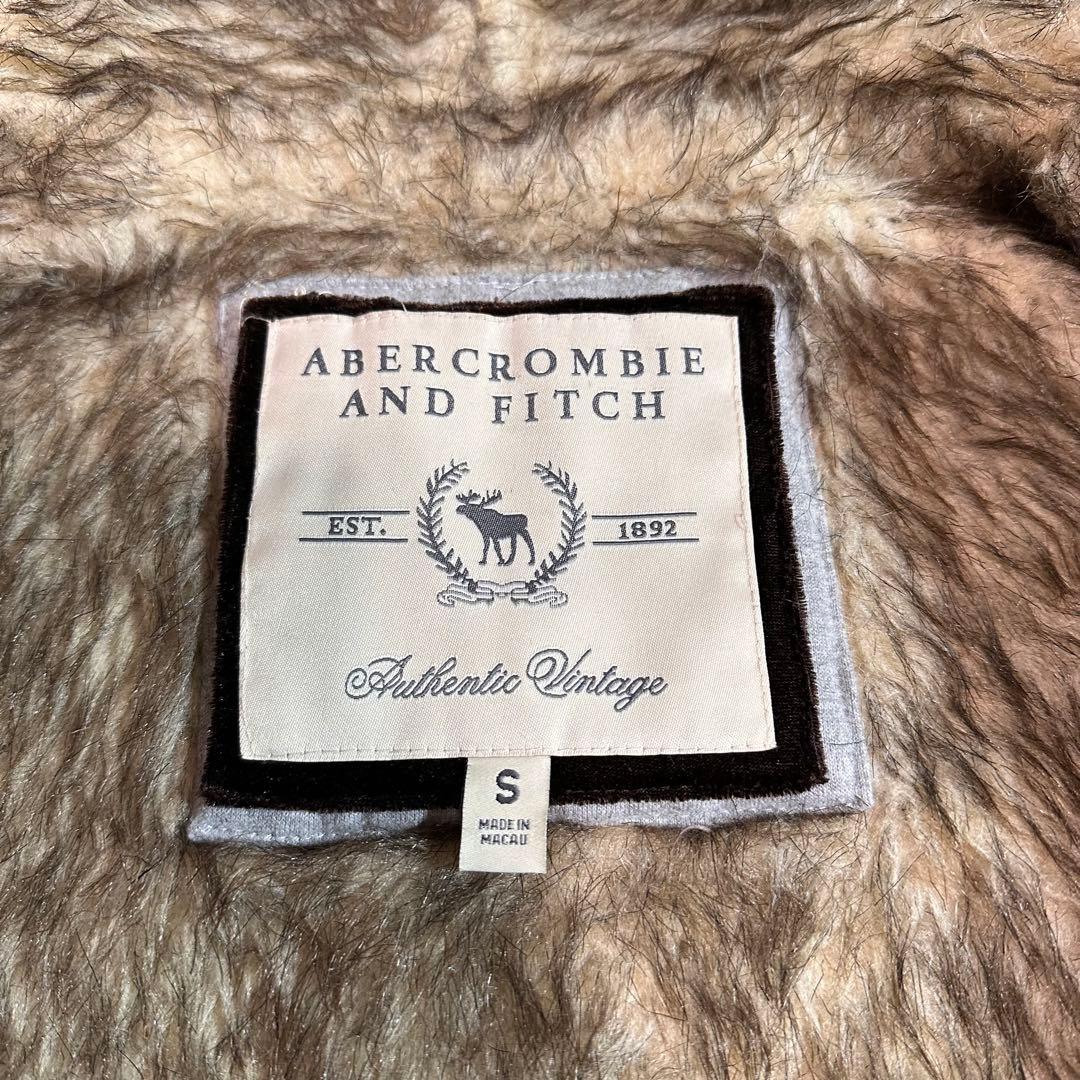 ABERCROMBIE
AND FITCH
EST. 1892
Authentic Vintage
S
MADE IN
MACAU